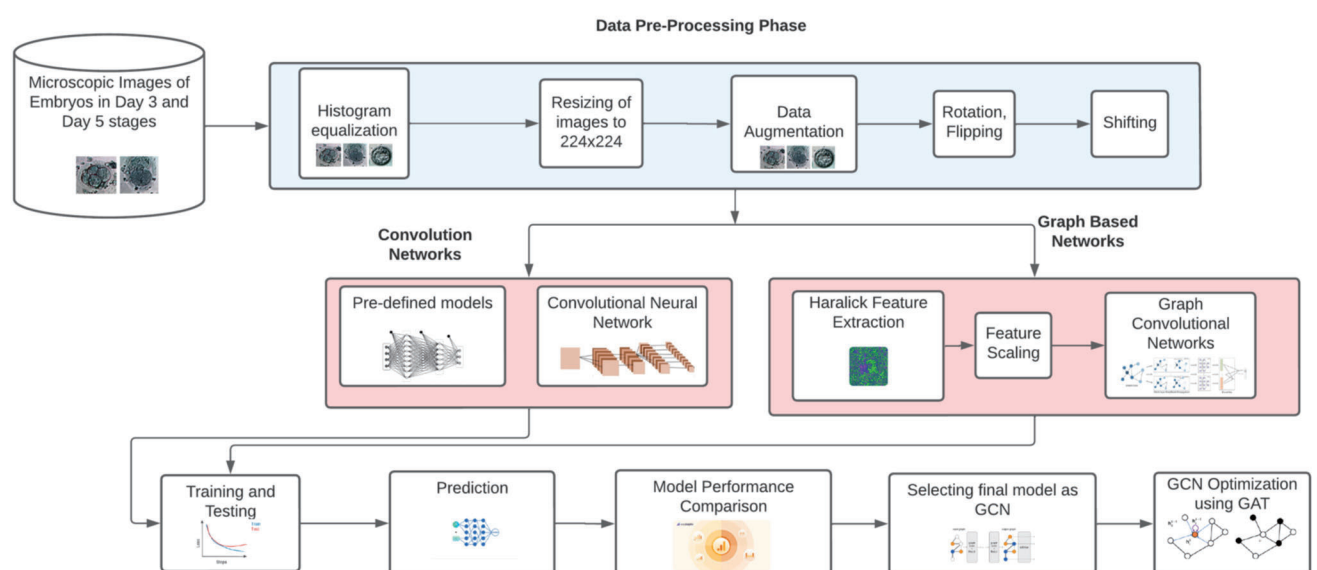 Data Pre-Processing Phase
Microscopic Images of
Embryos in Day 3 and
Day 5 stages
Histogram
equalization
Resizing of
images to
224x224
Data
Augmentation
Rotation,
Flipping
Shifting
Convolution
Networks
Graph Based
Networks
Pre-defined models
Convolutional Neural
Network
Haralick Feature
Extraction
Feature
Scaling
Graph
Convolutional
Networks
Training and
Testing
Prediction
Model Performance
Comparison
Selecting final model as
GCN
GCN Optimization
using GAT